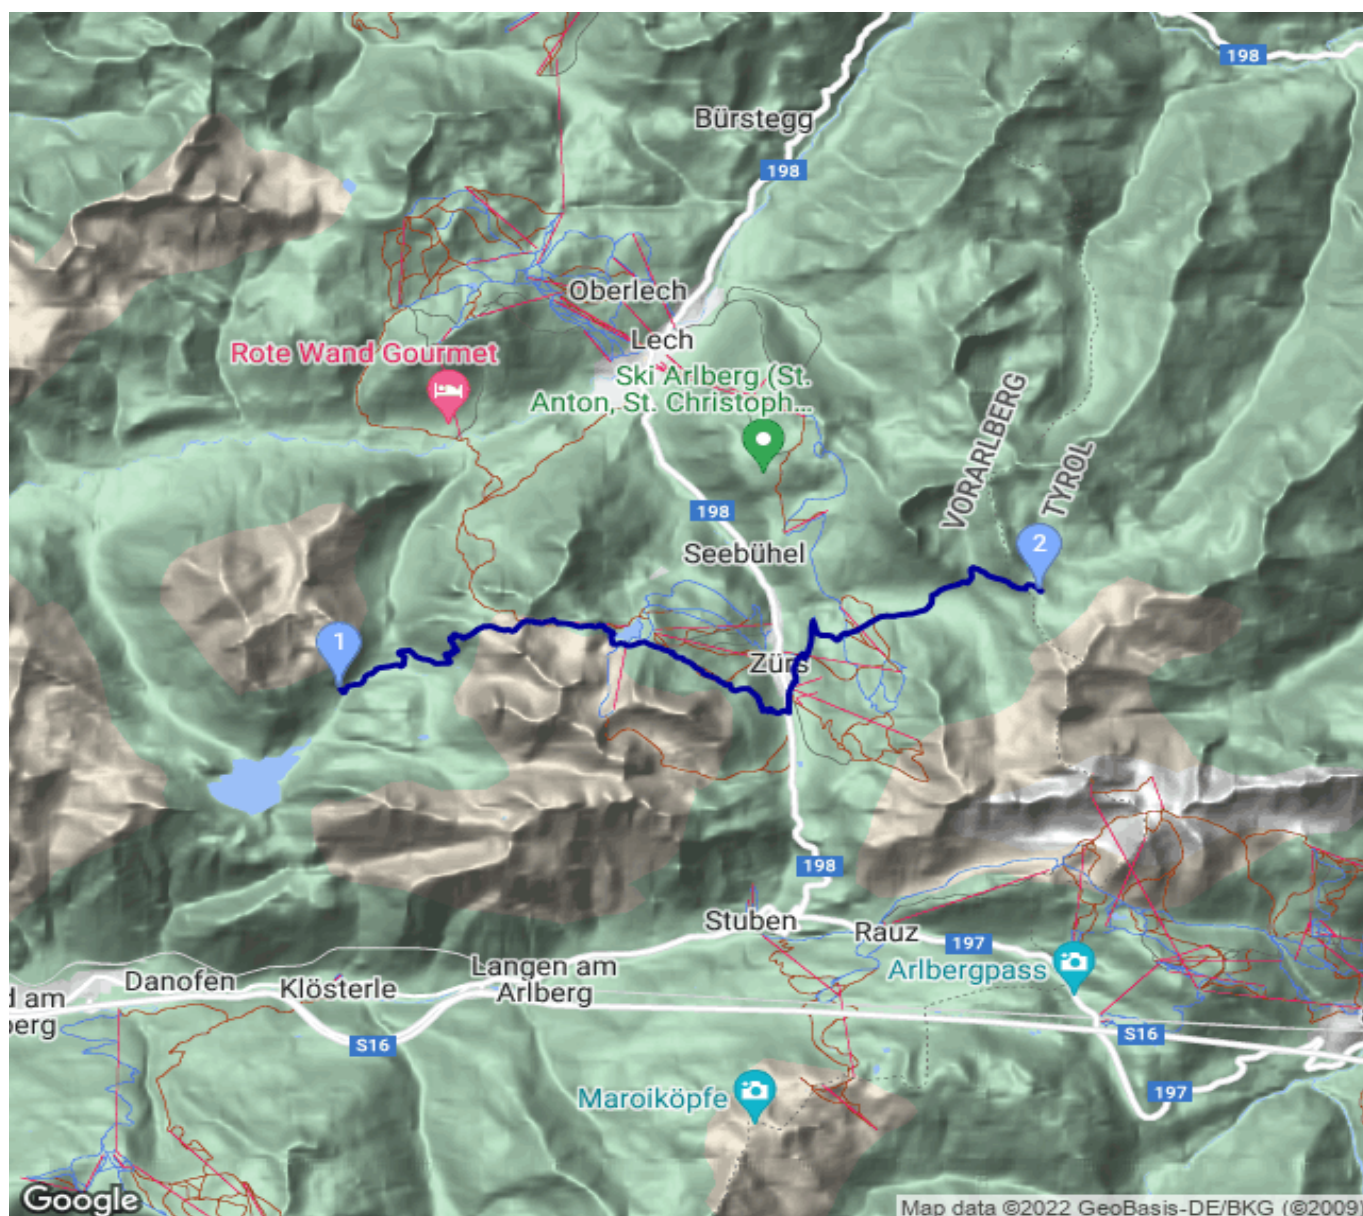 198
Bürstegg
198
Oberlech
Lech
Rote Wand Gourmet
Ski Arlberg (St.
Anton, St. Christoph...
VORARLBERG
TYROL
198
Seebühel
2
1
Zürs
198
Stuben
Rauz
197
Arlbergpass
Danofen
Klösterle
Langen am
Arlberg
d am
berg
S16
S16
197
Maroiköpfe
Google
Map data ©2022 GeoBasis-DE/BKG (©2009)